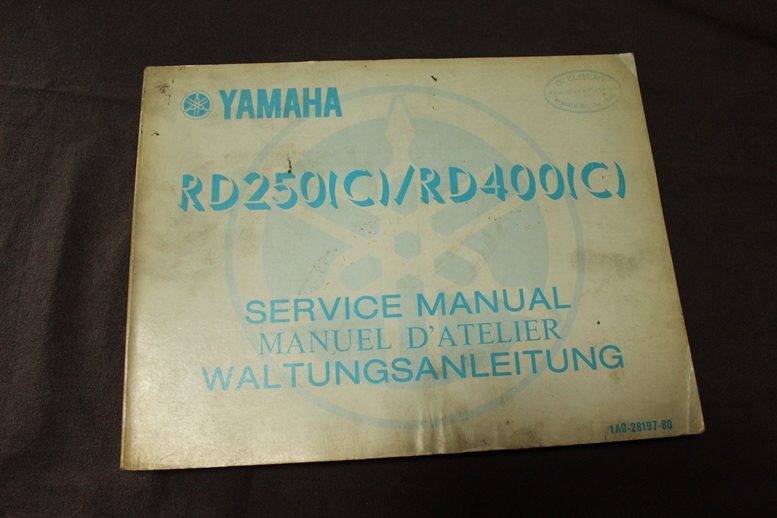 YAMAHA
RD250(C)/RD400(C)
SERVICE MANUAL
MANUEL D'ATELIER
WALTUNGSANLEITUNG
1A0-28197-80